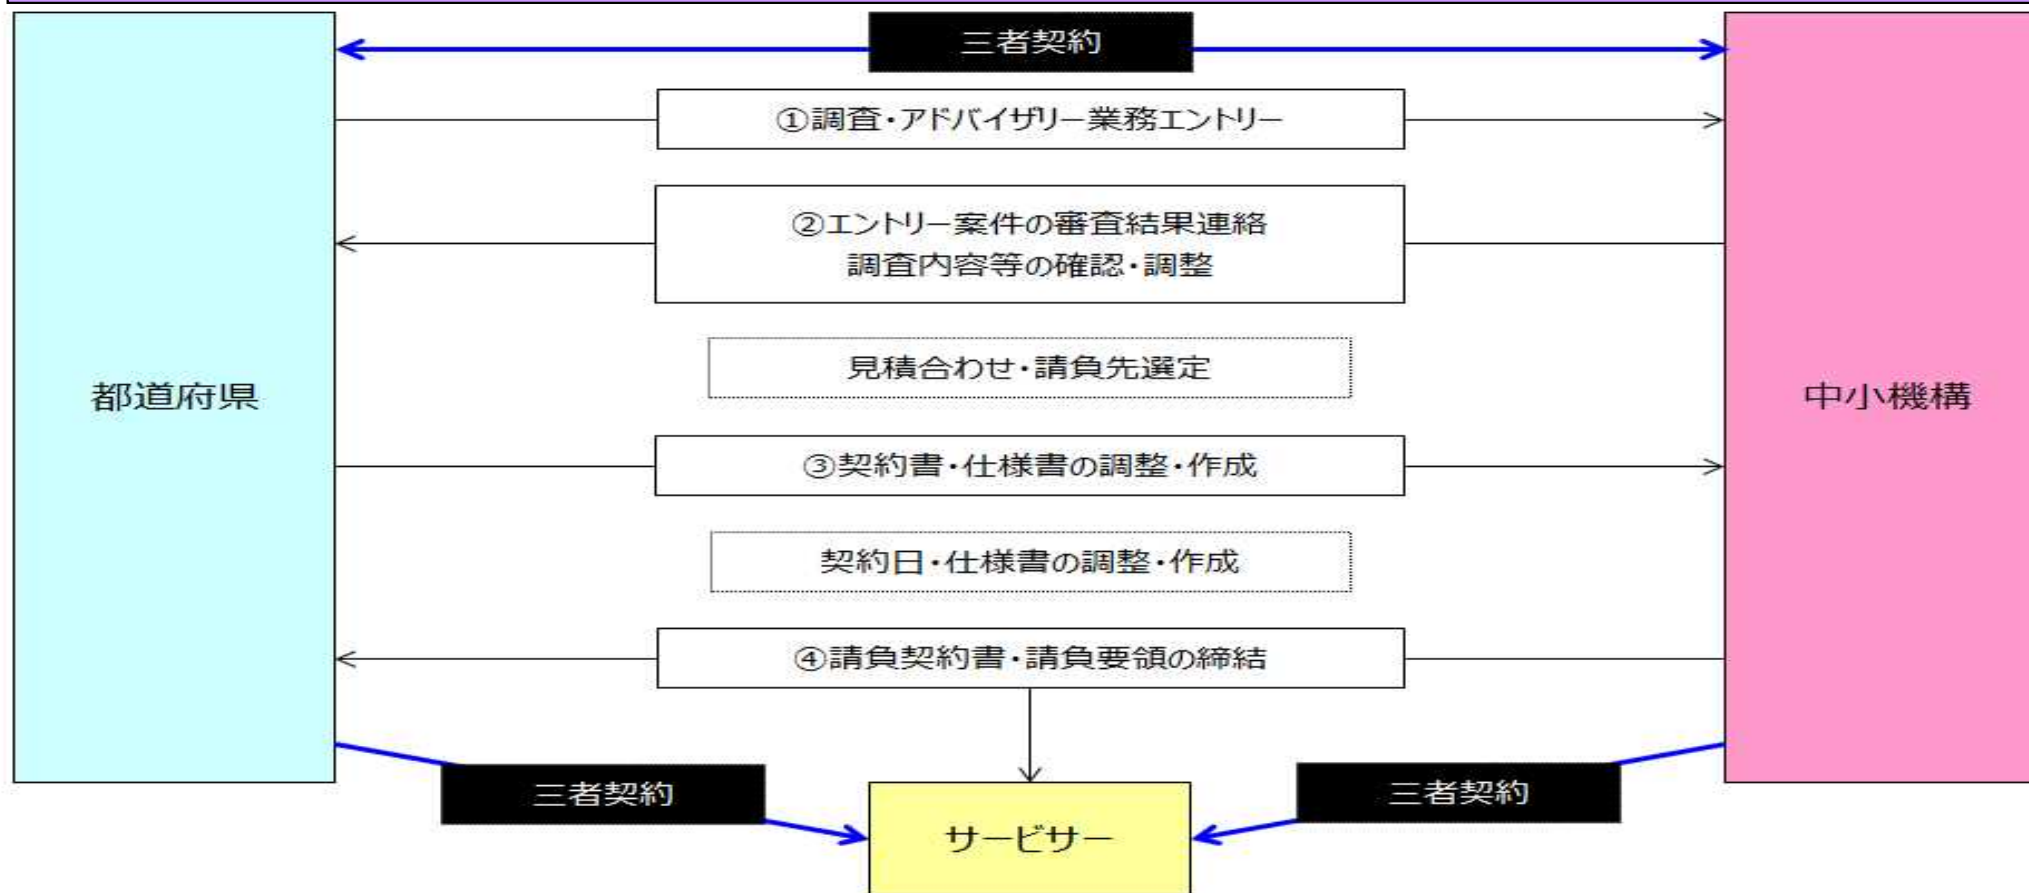 三者契約
①調査・アドバイザリー業務エントリー
②エントリー案件の審査結果連絡
調査内容等の確認・調整
見積合わせ・請負先選定
都道府県
中小機構
③契約書・仕様書の調整・作成
契約日・仕様書の調整・作成
④請負契約書・請負要領の締結
三者契約
三者契約
サービサー